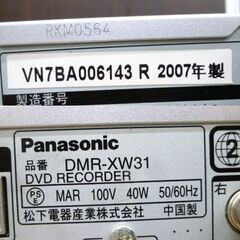 RKM0564
VN7BA006143 R 2007年製
製造番号
Panasonic
品番 DMR-XW31
DVD RECORDER
PS E MAR 100V 40W 50/60Hz
松下電器産業株式会社 中国製
2
右